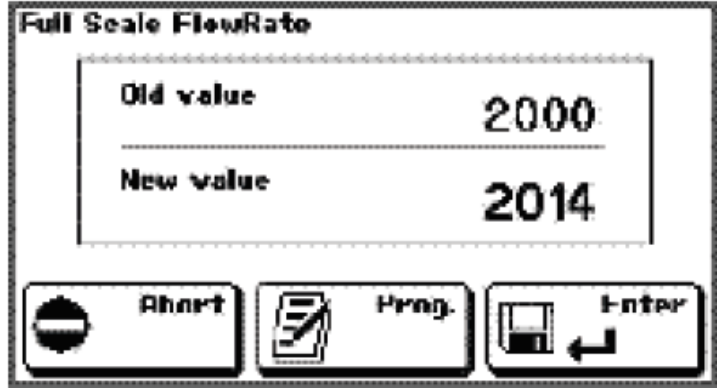 Full Scale FlowRate
Old value
2000
New value
2014
Abort
Prog.
Enter